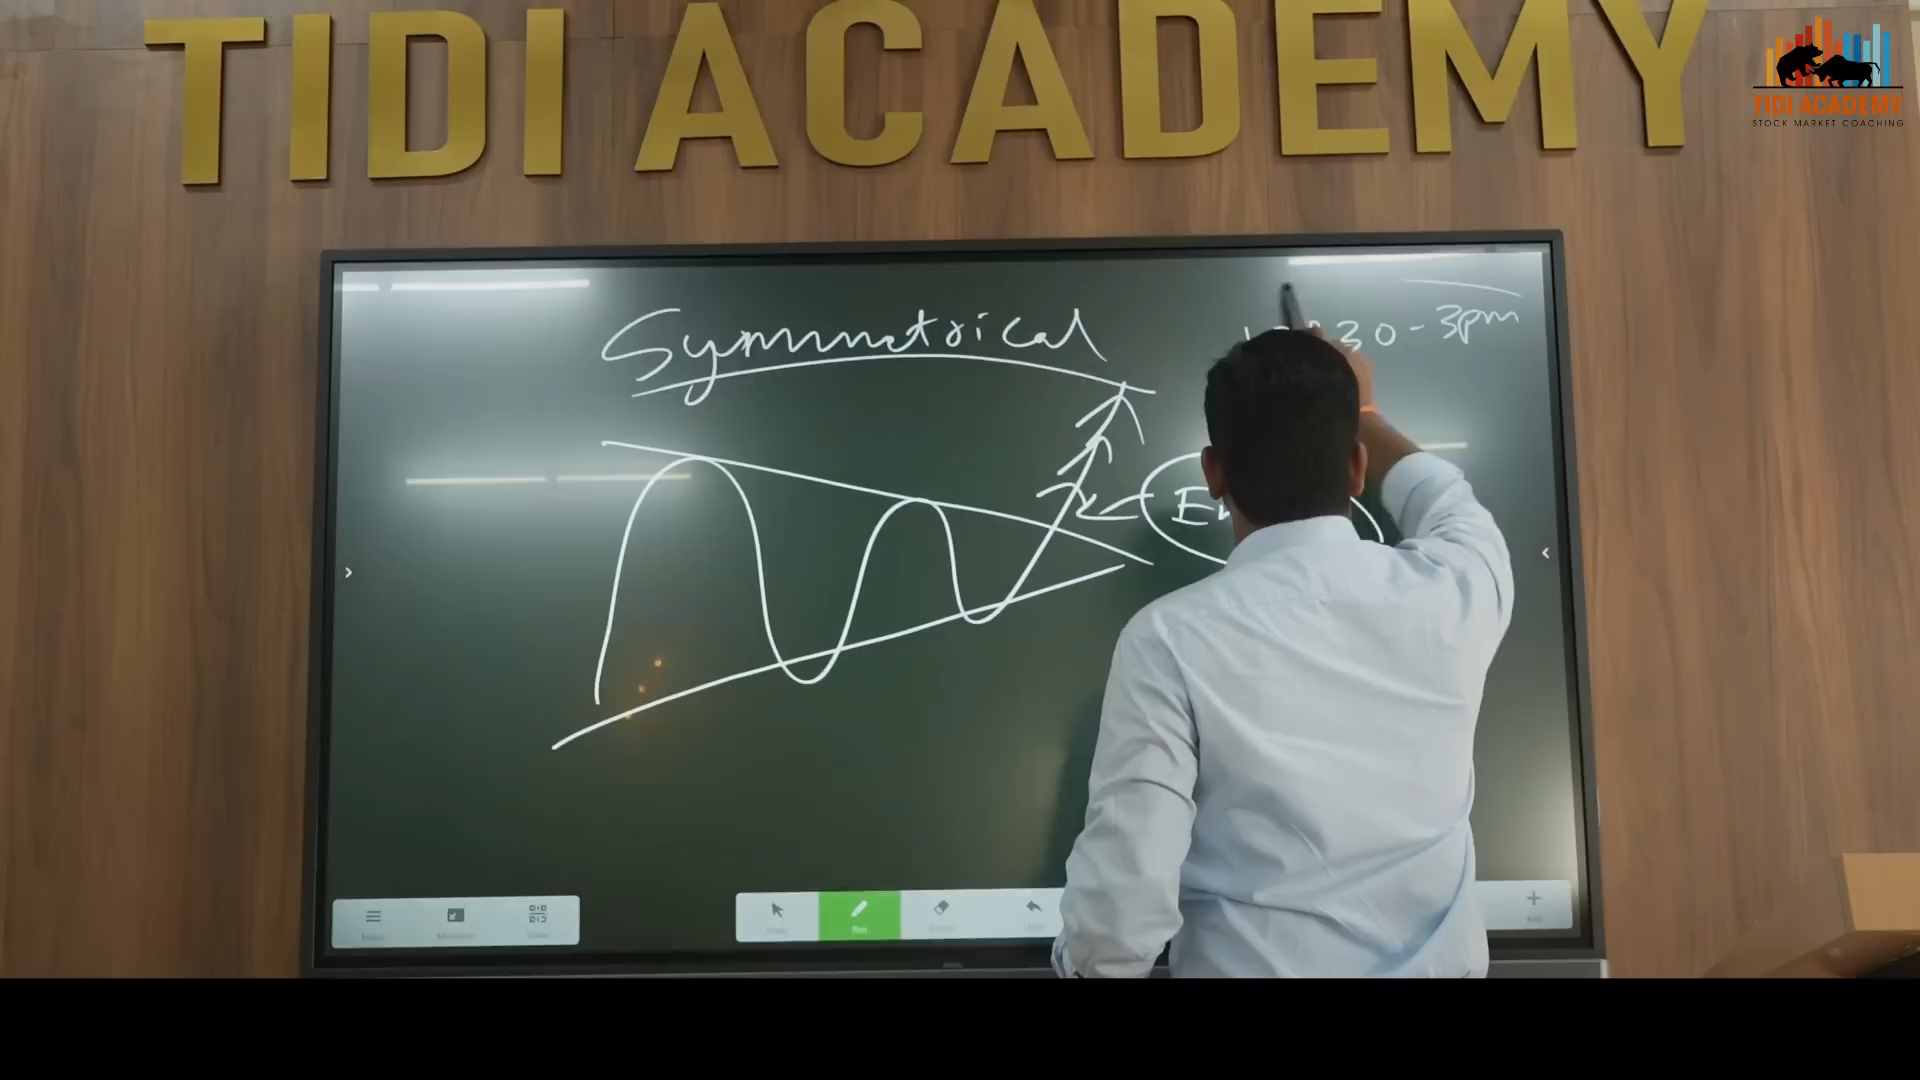 TIDI ACADEMY
TIDI ACADEMY
STOCK MARKET COACHING
Symmetrical
30-3pm